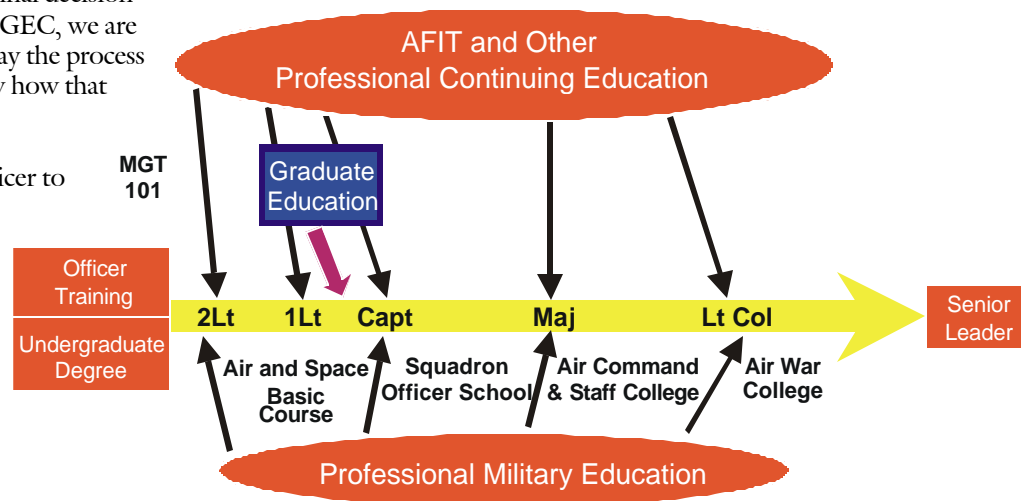 nal decision
GEC, we are
ay the process
how that
icer to
MGT
101
AFIT and Other
Professional Continuing Education
Graduate
Education
Officer
Training
Undergraduate
Degree
2Lt 1Lt Capt Maj Lt Col
Senior
Leader
Air and Space
Basic
Course
Squadron
Officer School
Air Command
& Staff College
Air War
College
Professional Military Education